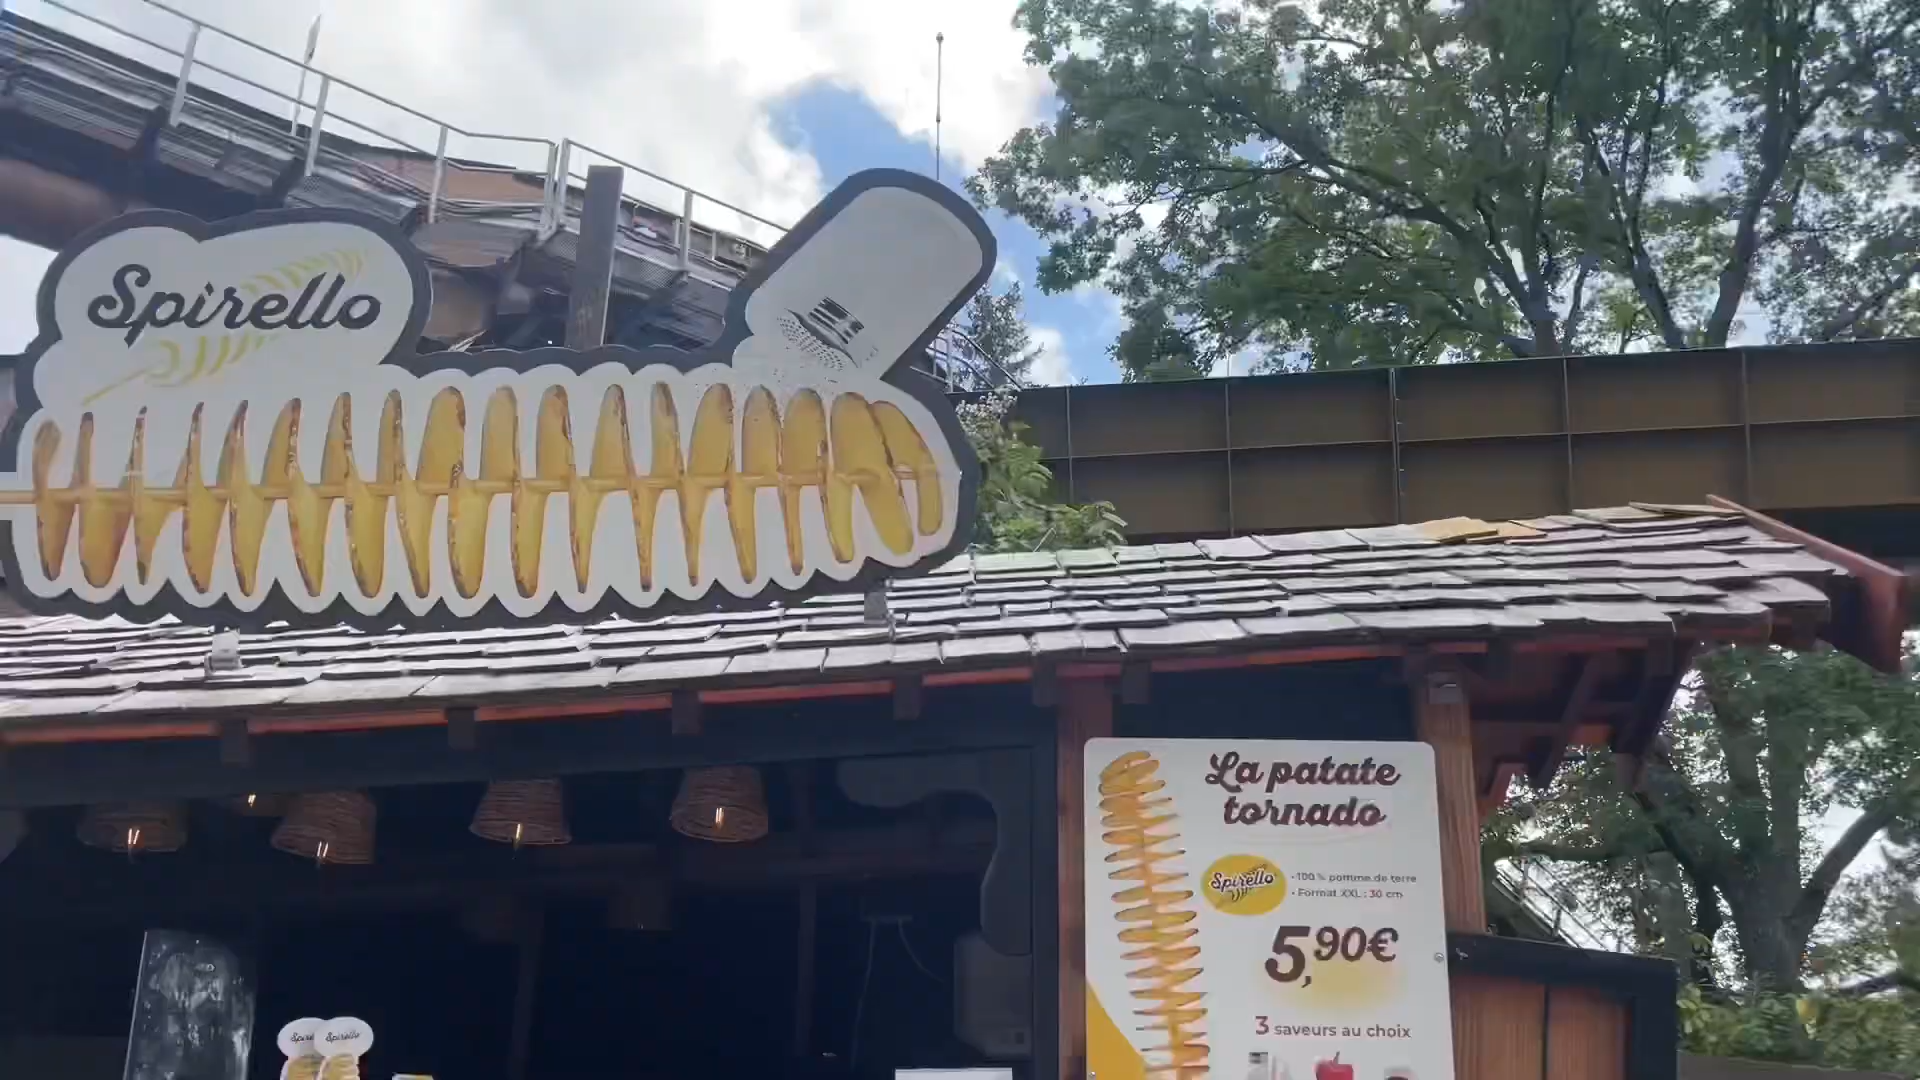 Spirello
La patate
tornado
Spirello
• 100 % pomme de terre
• Format XXL : 30 cm
5,90€
3 saveurs au choix
Spirello